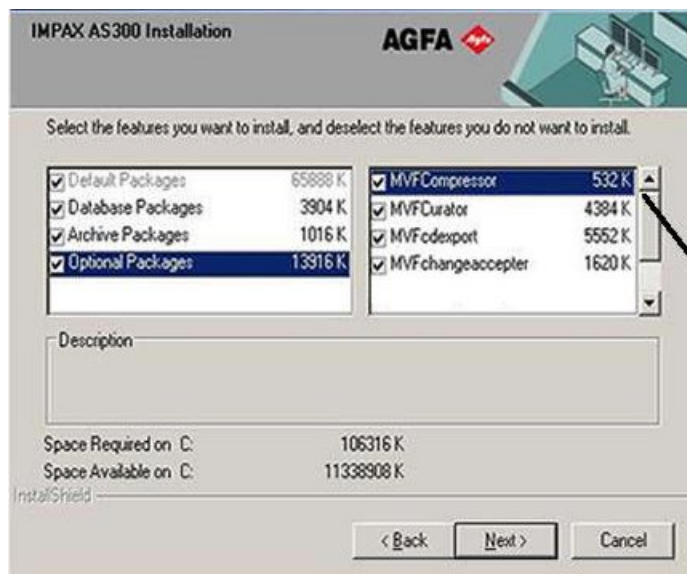 IMPAX AS300 Installation
AGFA
Select the features you want to install, and deselect the features you do not want to install.
Default Packages 65888 K
Database Packages 3904 K
Archive Packages 1016 K
Optional Packages 13916 K
MVFCompressor 532 K
MVFCurator 4384 K
MVFcdexport 5552 K
MVFchangeaccepter 1620 K
Description
Space Required on C: 106316 K
Space Available on C: 11338908 K
InstallShield
< Back
Next >
Cancel